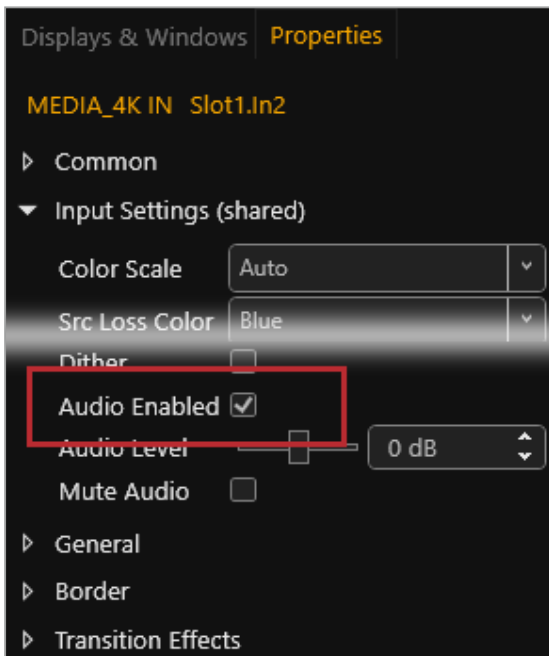 Displays & Windows Properties
MEDIA_4K IN Slot1.In2
Common
Input Settings (shared)
Color Scale Auto
Src Loss Color Blue
Dither
Audio Enabled
Audio Level 0 dB
Mute Audio
General
Border
Transition Effects